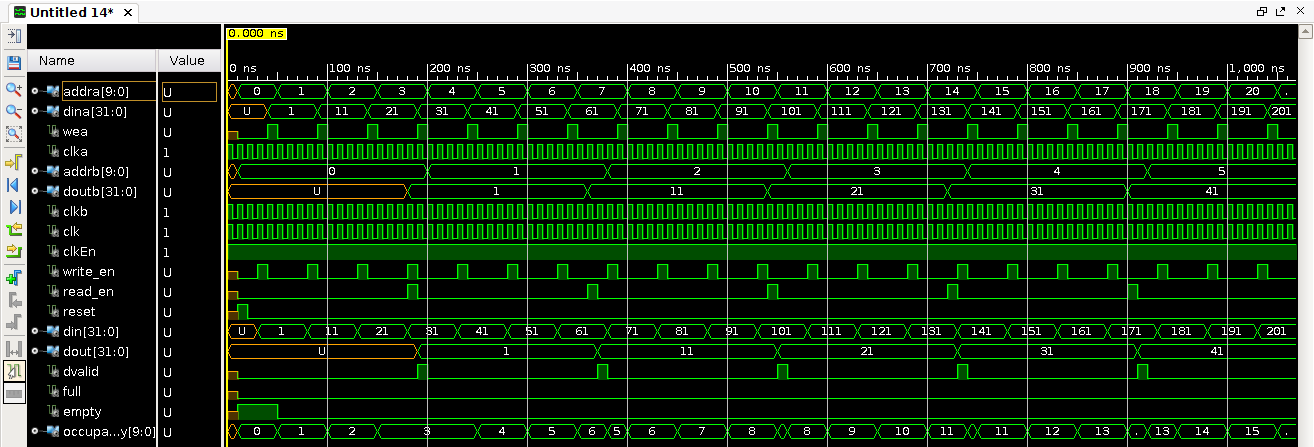 Untitled 14*
0.000 ns
Name Value
0 ns 100 ns 200 ns 300 ns 400 ns 500 ns 600 ns 700 ns 800 ns 900 ns 1,000 ns
addra[9:0] U 0 1 2 3 4 5 6 7 8 9 10 11 12 13 14 15 16 17 18 19 20 .
dina[31:0] U U 1 11 21 31 41 51 61 71 81 91 101 111 121 131 141 151 161 171 181 191 201
wea U
clka 1
addrb[9:0] U 0 1 2 3 4 5
doutb[31:0] U U 1 11 21 31 41
clkb 1
clk 1
clkEn 1
write_en U
read_en U
reset U
din[31:0] U U 1 11 21 31 41 51 61 71 81 91 101 111 121 131 141 151 161 171 181 191 201
dout[31:0] U U 1 11 21 31 41
dvalid U
full U
empty U
occupa...y[9:0] U 0 1 2 3 4 5 6 5 6 7 8 8 9 10 11 11 12 13 . 13 14 15 .